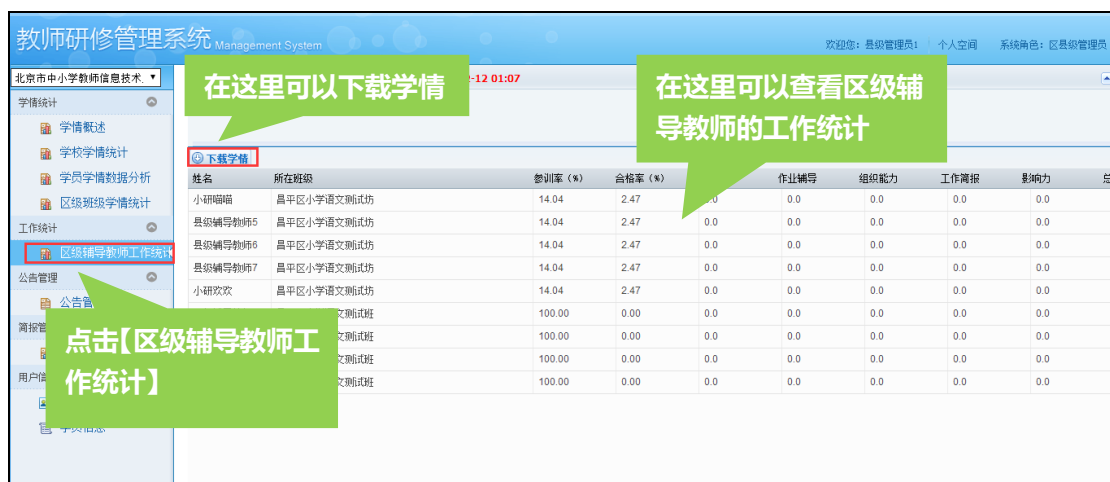 教师研修管理系统 Management System
欢迎您：县级管理员1 个人空间 系统角色：区县级管理员
北京市中小学教师信息技术.
-12 01:07
在这里可以下载学情
在这里可以查看区级辅
导教师的工作统计
学情统计
学情概述
学校学情统计
学员学情数据分析
区级班级学情统计
工作统计
区级辅导教师工作统计
公告管理
公告管
简报管
用户信
学员信息
点击【区级辅导教师工
作统计】
下载学情
姓名 所在班级 参训率（%） 合格率（%） 作业辅导 组织能力 工作简报 影响力 总
小研喵喵 昌平区小学语文测试坊 14.04 2.47 0.0 0.0 0.0 0.0 0.0
县级辅导教师5 昌平区小学语文测试坊 14.04 2.47 0.0 0.0 0.0 0.0 0.0
县级辅导教师6 昌平区小学语文测试坊 14.04 2.47 0.0 0.0 0.0 0.0 0.0
县级辅导教师7 昌平区小学语文测试坊 14.04 2.47 0.0 0.0 0.0 0.0 0.0
小研欢欢 昌平区小学语文测试坊 14.04 2.47 0.0 0.0 0.0 0.0 0.0
文测试班 100.00 0.00 0.0 0.0 0.0 0.0 0.0
文测试班 100.00 0.00 0.0 0.0 0.0 0.0 0.0
文测试班 100.00 0.00 0.0 0.0 0.0 0.0 0.0
文测试班 100.00 0.00 0.0 0.0 0.0 0.0 0.0